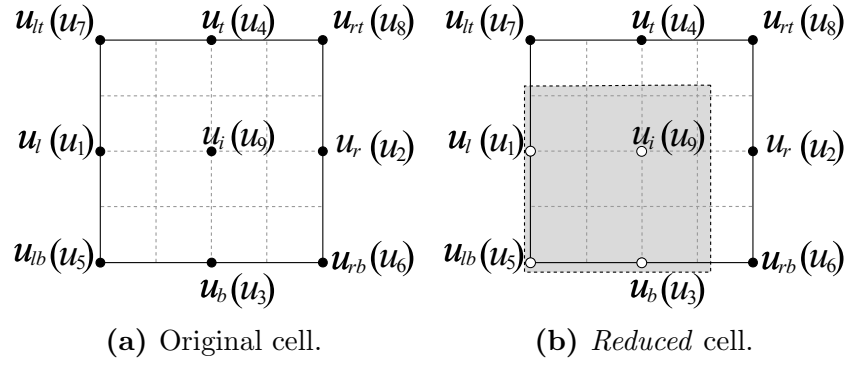 u_lt (u_7) u_t (u_4) u_rt (u_8) u_lt (u_7) u_t (u_4) u_rt (u_8)
u_l (u_1) u_i (u_9) u_r (u_2) u_l (u_1) u_i (u_9) u_r (u_2)
u_lb (u_5) u_rb (u_6) u_lb (u_5) u_rb (u_6)
u_b (u_3) u_b (u_3)
(a) Original cell. (b) Reduced cell.